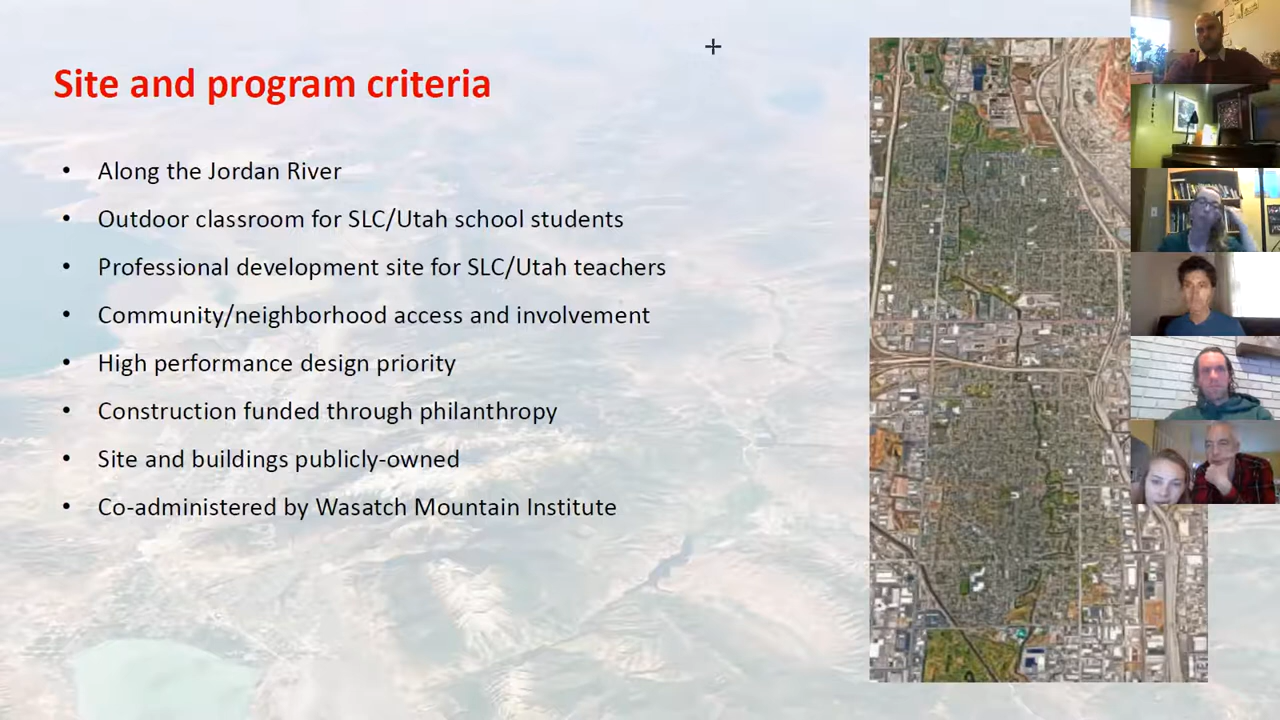 Site and program criteria
• Along the Jordan River
• Outdoor classroom for SLC/Utah school students
• Professional development site for SLC/Utah teachers
• Community/neighborhood access and involvement
• High performance design priority
• Construction funded through philanthropy
• Site and buildings publicly-owned
• Co-administered by Wasatch Mountain Institute